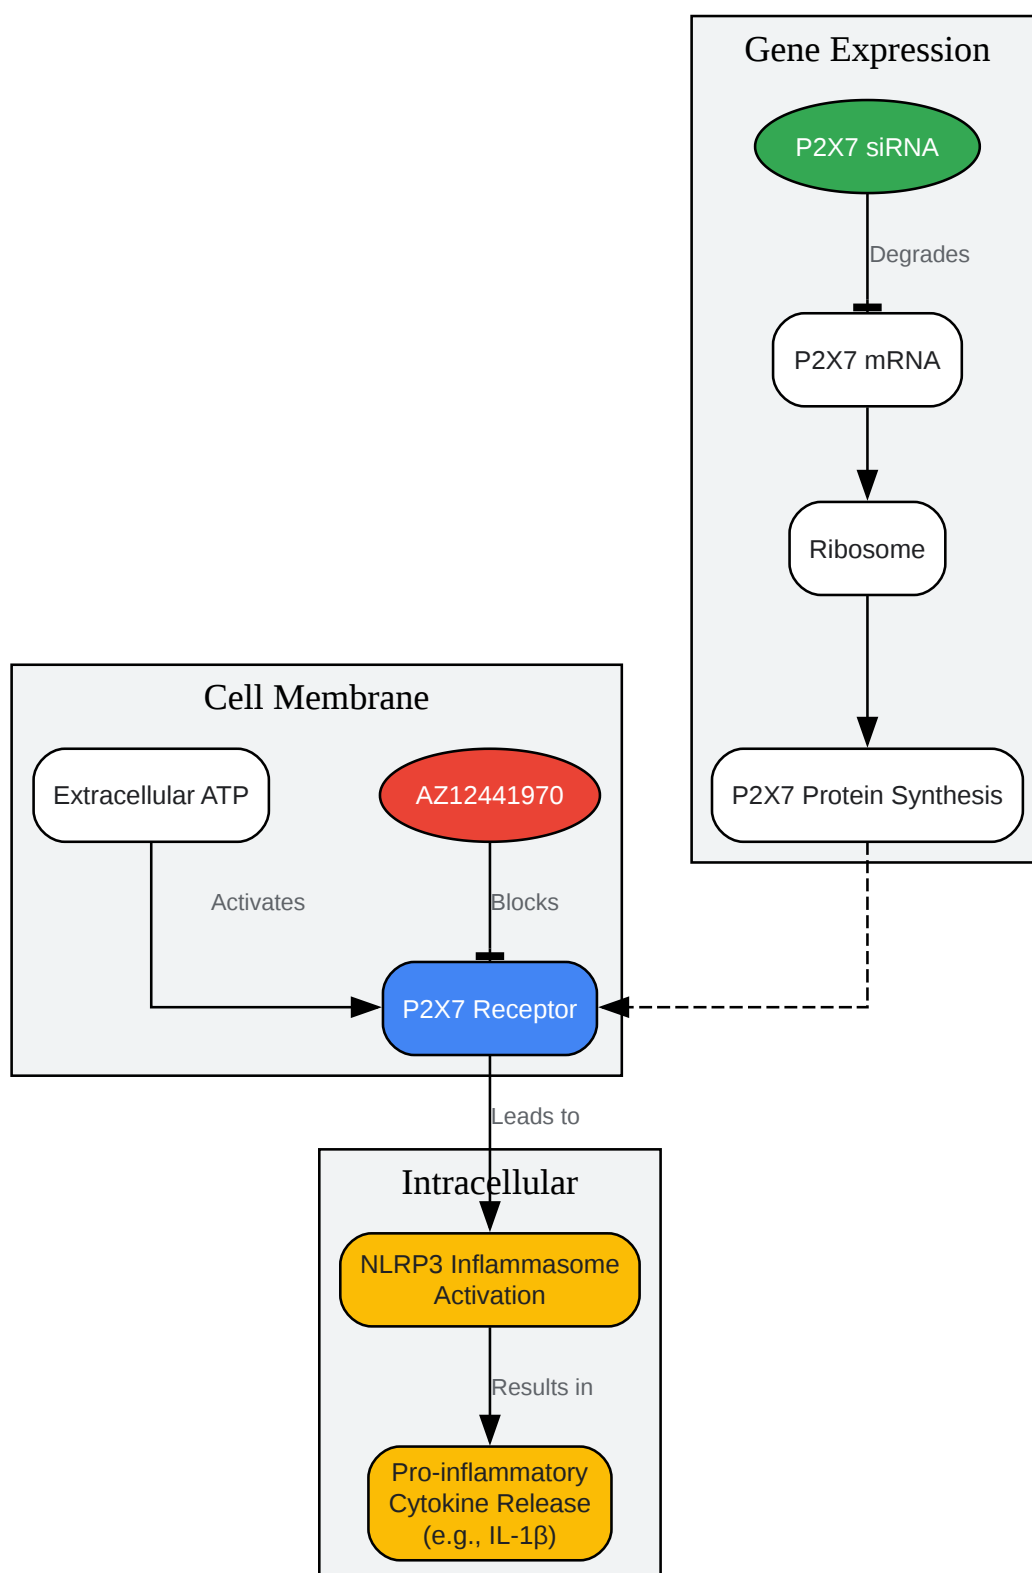 Gene Expression
P2X7 siRNA
Degrades
P2X7 mRNA
Ribosome
P2X7 Protein Synthesis
Cell Membrane
Extracellular ATP
AZ12441970
Activates
Blocks
P2X7 Receptor
Leads to
Intracellular
NLRP3 Inflammasome
Activation
Results in
Pro-inflammatory
Cytokine Release
(e.g., IL-1β)